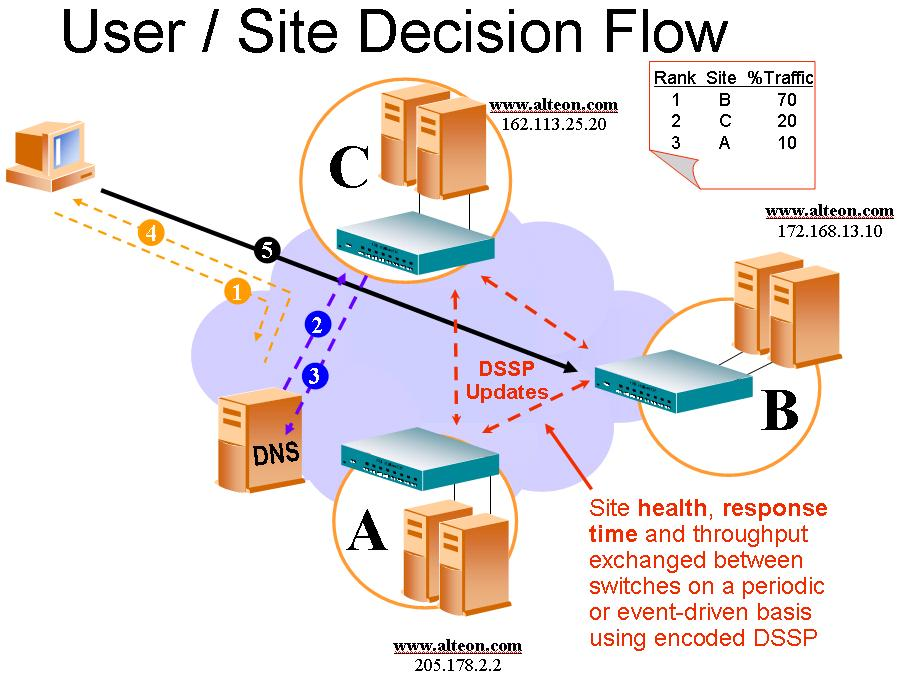 User / Site Decision Flow
Rank Site %Traffic
1 B 70
2 C 20
3 A 10
www.alteon.com
162.113.25.20
C
www.alteon.com
172.168.13.10
4
5
1
2
3
DSSP
Updates
B
DNS
A
Site health, response
time and throughput
exchanged between
switches on a periodic
or event-driven basis
using encoded DSSP
www.alteon.com
205.178.2.2